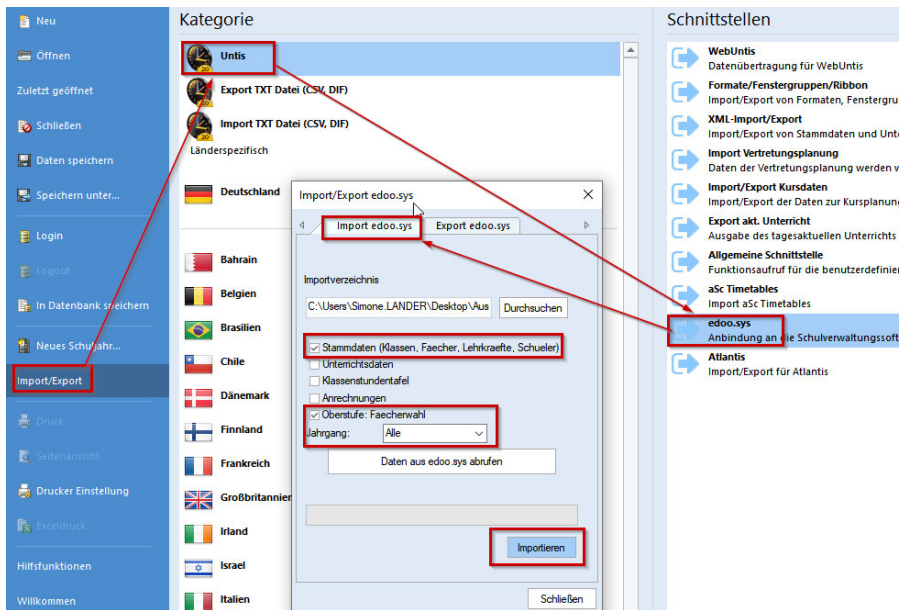 Neu
Öffnen
Zuletzt geöffnet
Schließen
Daten speichern
Speichern unter...
Login
Logout
In Datenbank speichern
Neues Schuljahr...
Import/Export
Druck
Seitenansicht
Drucker Einstellung
Exceldruck
Hilfsfunktionen
Willkommen
Kategorie
Untis
Export TXT Datei (CSV, DIF)
Import TXT Datei (CSV, DIF)
Länderspezifisch
Deutschland
Bahrain
Belgien
Brasilien
Chile
Dänemark
Finnland
Frankreich
Großbritannien
Irland
Israel
Italien
Import/Export edoo.sys
Import edoo.sys Export edoo.sys
Importverzeichnis
C:\Users\Simone.LANDER\Desktop\Aus Durchsuchen
Stammdaten (Klassen, Faecher, Lehrkraefte, Schueler)
Unterrichtsdaten
Klassenstundentafel
Anrechnungen
Oberstufe: Faecherwahl
Jahrgang: Alle
Daten aus edoo.sys abrufen
Importieren
Schließen
Schnittstellen
WebUntis
Datenübertragung für WebUntis
Formate/Fenstergruppen/Ribbon
Import/Export von Formaten, Fenstergru
XML-Import/Export
Import/Export von Stammdaten und Unte
Import Vertretungsplanung
Daten der Vertretungsplanung werden v
Import/Export Kursdaten
Import/Export der Daten zur Kursplanung
Export akt. Unterricht
Ausgabe des tagesaktuellen Unterrichts
Allgemeine Schnittstelle
Funktionsaufruf für die benutzerdefinier
aSc Timetables
Import aSc Timetables
edoo.sys
Anbindung an die Schulverwaltungssoft
Atlantis
Import/Export für Atlantis